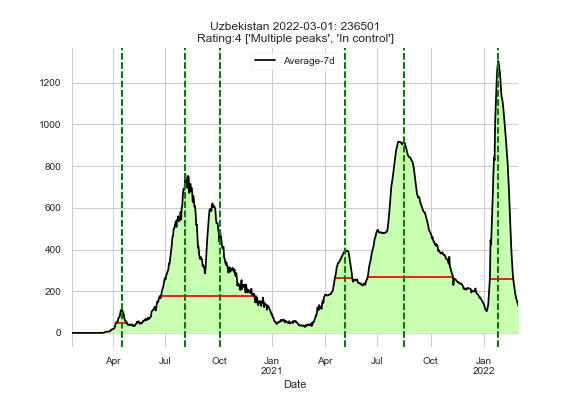 Uzbekistan 2022-03-01: 236501
Rating:4 ['Multiple peaks', 'In control']
Average-7d
1200
1000
800
600
400
200
0
Apr Jul Oct Jan Apr Jul Oct Jan
2021 2022
Date